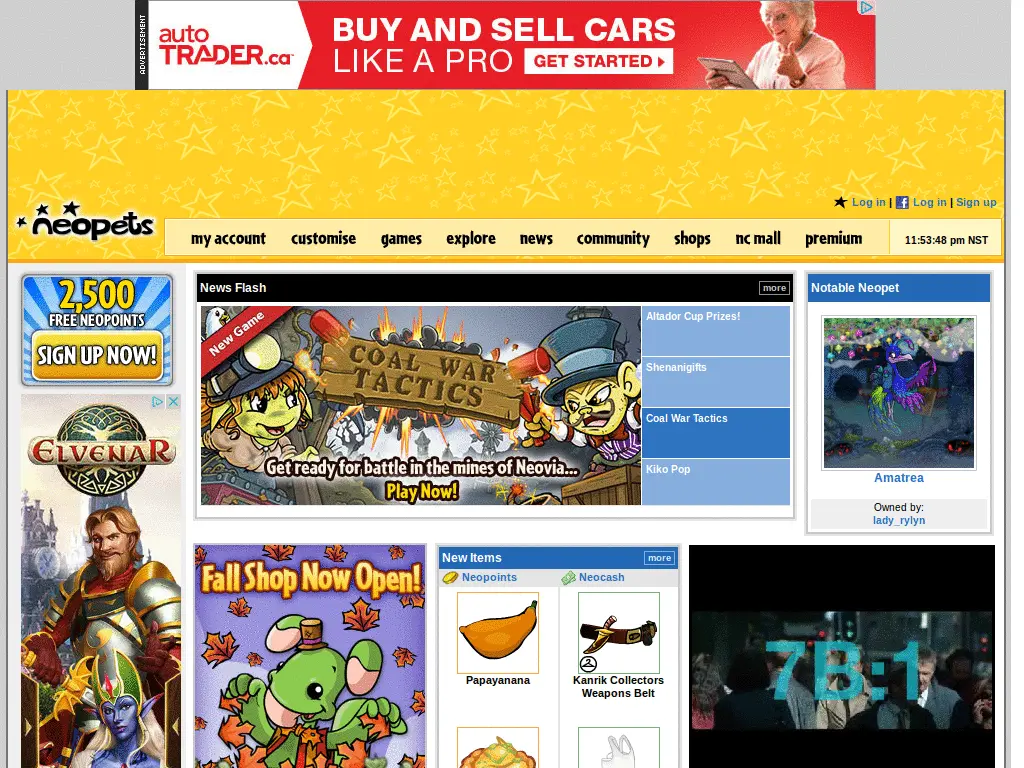 ADVERTISEMENT
auto
TRADER.ca
BUY AND SELL CARS
LIKE A PRO
GET STARTED
Log in | Log in | Sign up
neopets
my account customise games explore news community shops nc mall premium
11:53:48 pm NST
2,500
FREE NEOPOINTS
SIGN UP NOW!
ELVENAR
News Flash
more
New Game
COAL WAR
TACTICS
Get ready for battle in the mines of Neovia...
Play Now!
Altador Cup Prizes!
Shenanigifts
Coal War Tactics
Kiko Pop
Notable Neopet
Amatrea
Owned by:
lady_rylyn
Fall Shop Now Open!
New Items
more
Neopoints
Neocash
Papayanana
Kanrik Collectors
Weapons Belt
7B:1